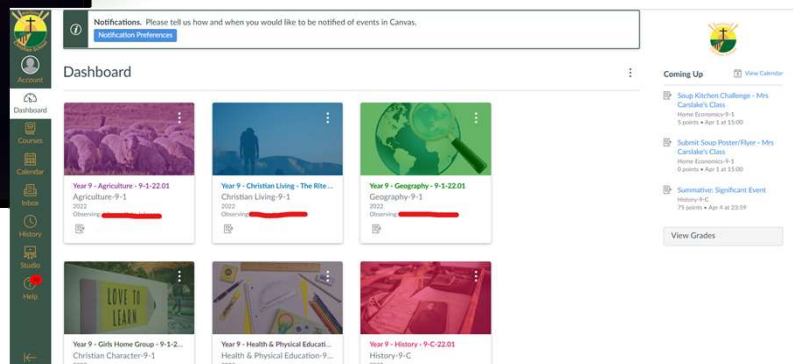 Notifications. Please tell us how and when you would like to be notified of events in Canvas.
Notification Preferences
Account
Dashboard
Courses
Calendar
Inbox
History
Studio
Help
Dashboard
Year 9 - Agriculture - 9-1-22.01
Agriculture-9-1
2022
Observing:
Year 9 - Christian Living - The Rite ...
Christian Living-9-1
2022
Observing:
Year 9 - Geography - 9-1-22.01
Geography-9-1
2022
Observing:
LOVE TO
LEARN
Year 9 - Girls Home Group - 9-1-2...
Christian Character-9-1
Year 9 - Health & Physical Educati...
Health & Physical Education-9...
Year 9 - History - 9-C-22.01
History-9-C
Coming Up
View Calendar
Soup Kitchen Challenge - Mrs
Carslake's Class
Home Economics-9-1
5 points • Apr 1 at 15:00
Submit Soup Poster/Flyer - Mrs
Carslake's Class
Home Economics-9-1
0 points • Apr 1 at 15:00
Summative: Significant Event
History-9-C
75 points • Apr 4 at 23:59
View Grades